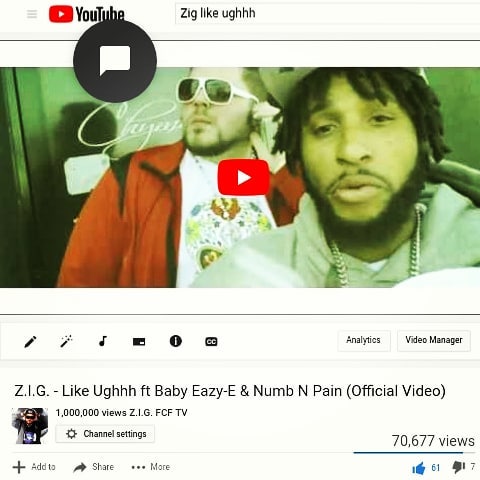 YouTube
Zig like ughhh
Analytics
Video Manager
CC
Z.I.G. - Like Ughhh ft Baby Eazy-E & Numb N Pain (Official Video)
1,000,000 views Z.I.G. FCF TV
Channel settings
70,677 views
Add to
Share
More
61
7